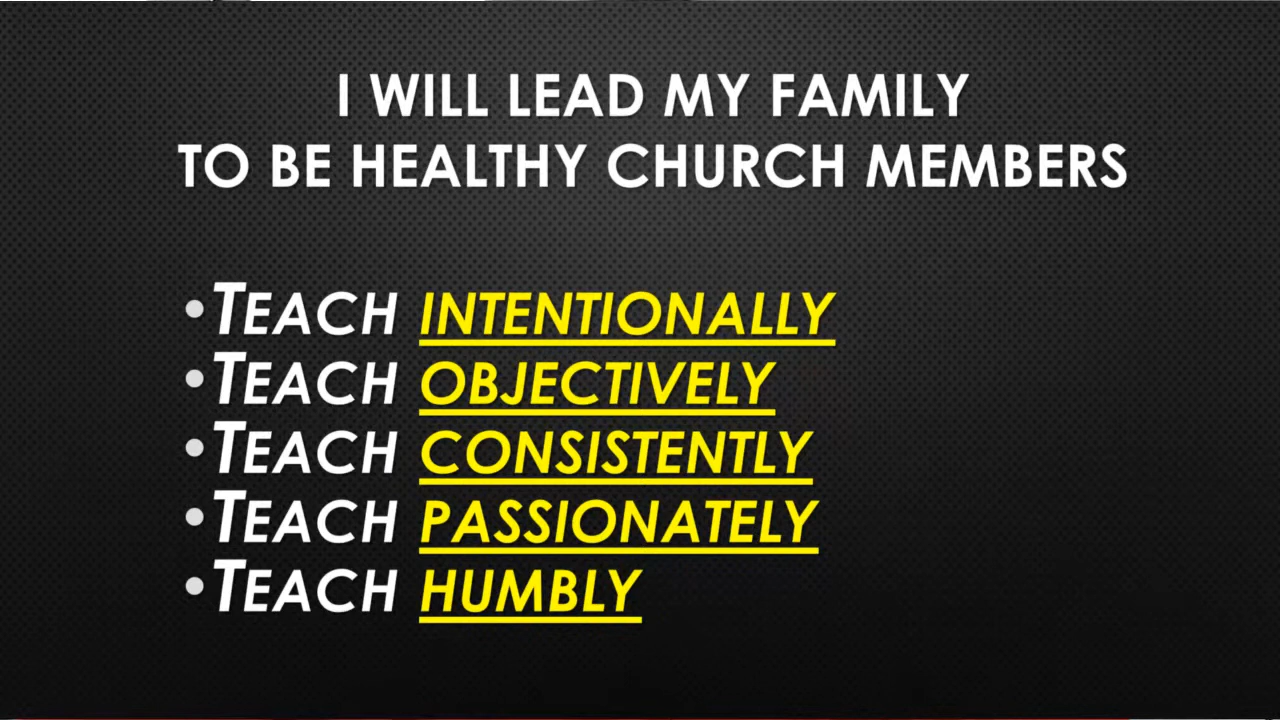 I WILL LEAD MY FAMILY
TO BE HEALTHY CHURCH MEMBERS
•TEACH INTENTIONALLY
•TEACH OBJECTIVELY
•TEACH CONSISTENTLY
•TEACH PASSIONATELY
•TEACH HUMBLY